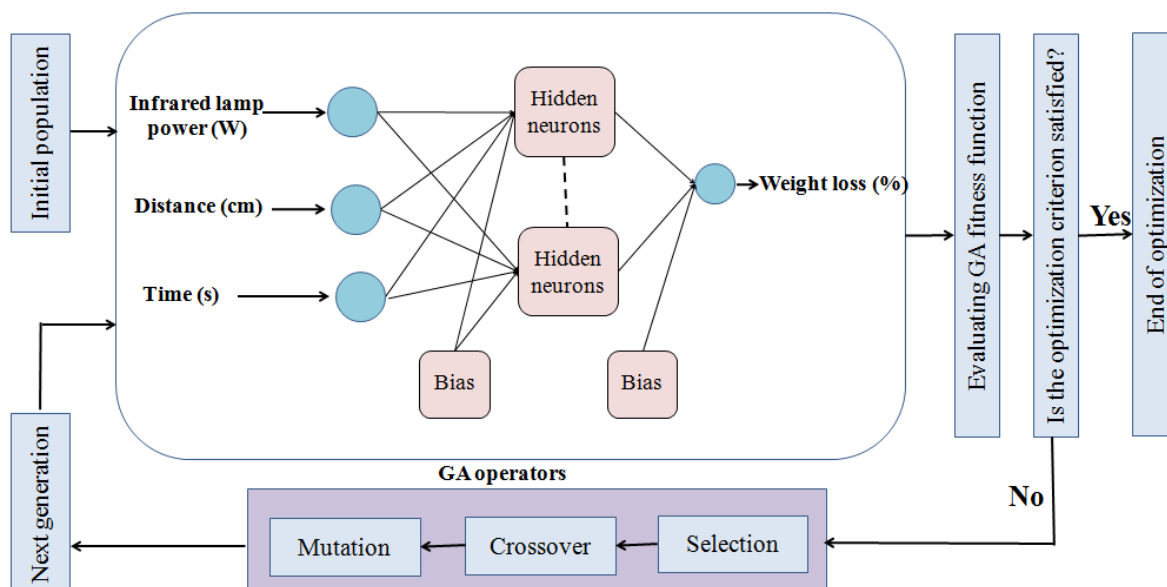 Initial population
Infrared lamp
power (W)
Distance (cm)
Time (s)
Hidden
neurons
Hidden
neurons
Bias
Bias
Weight loss (%)
Evaluating GA fitness function
Is the optimization criterion satisfied?
Yes
End of optimization
No
GA operators
Selection
Crossover
Mutation
Next generation